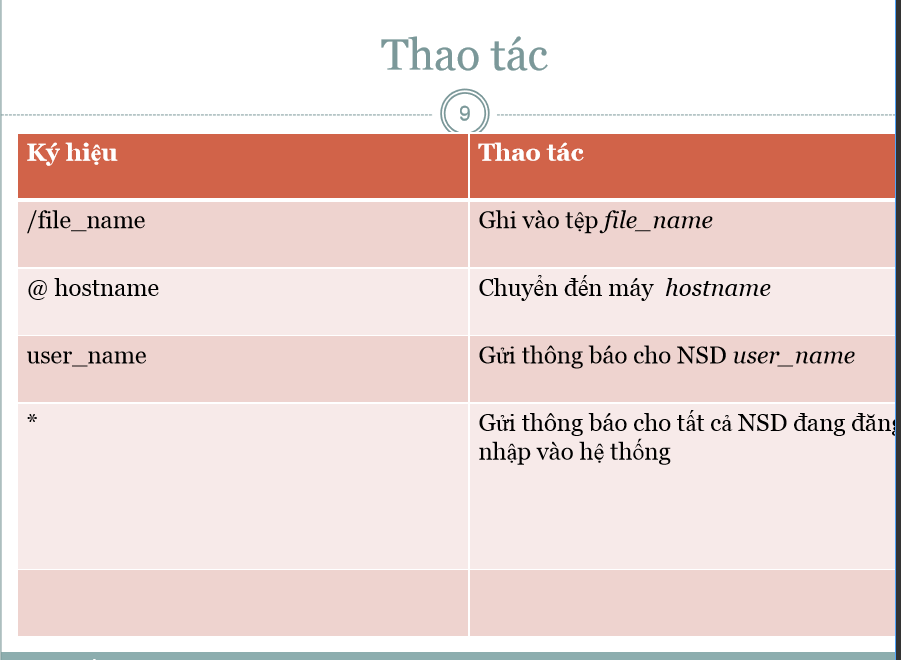 Thao tác
9
Ký hiệu
Thao tác
/file_name
Ghi vào tệp file_name
@ hostname
Chuyển đến máy hostname
user_name
Gửi thông báo cho NSD user_name
*
Gửi thông báo cho tất cả NSD đang đăng
nhập vào hệ thống